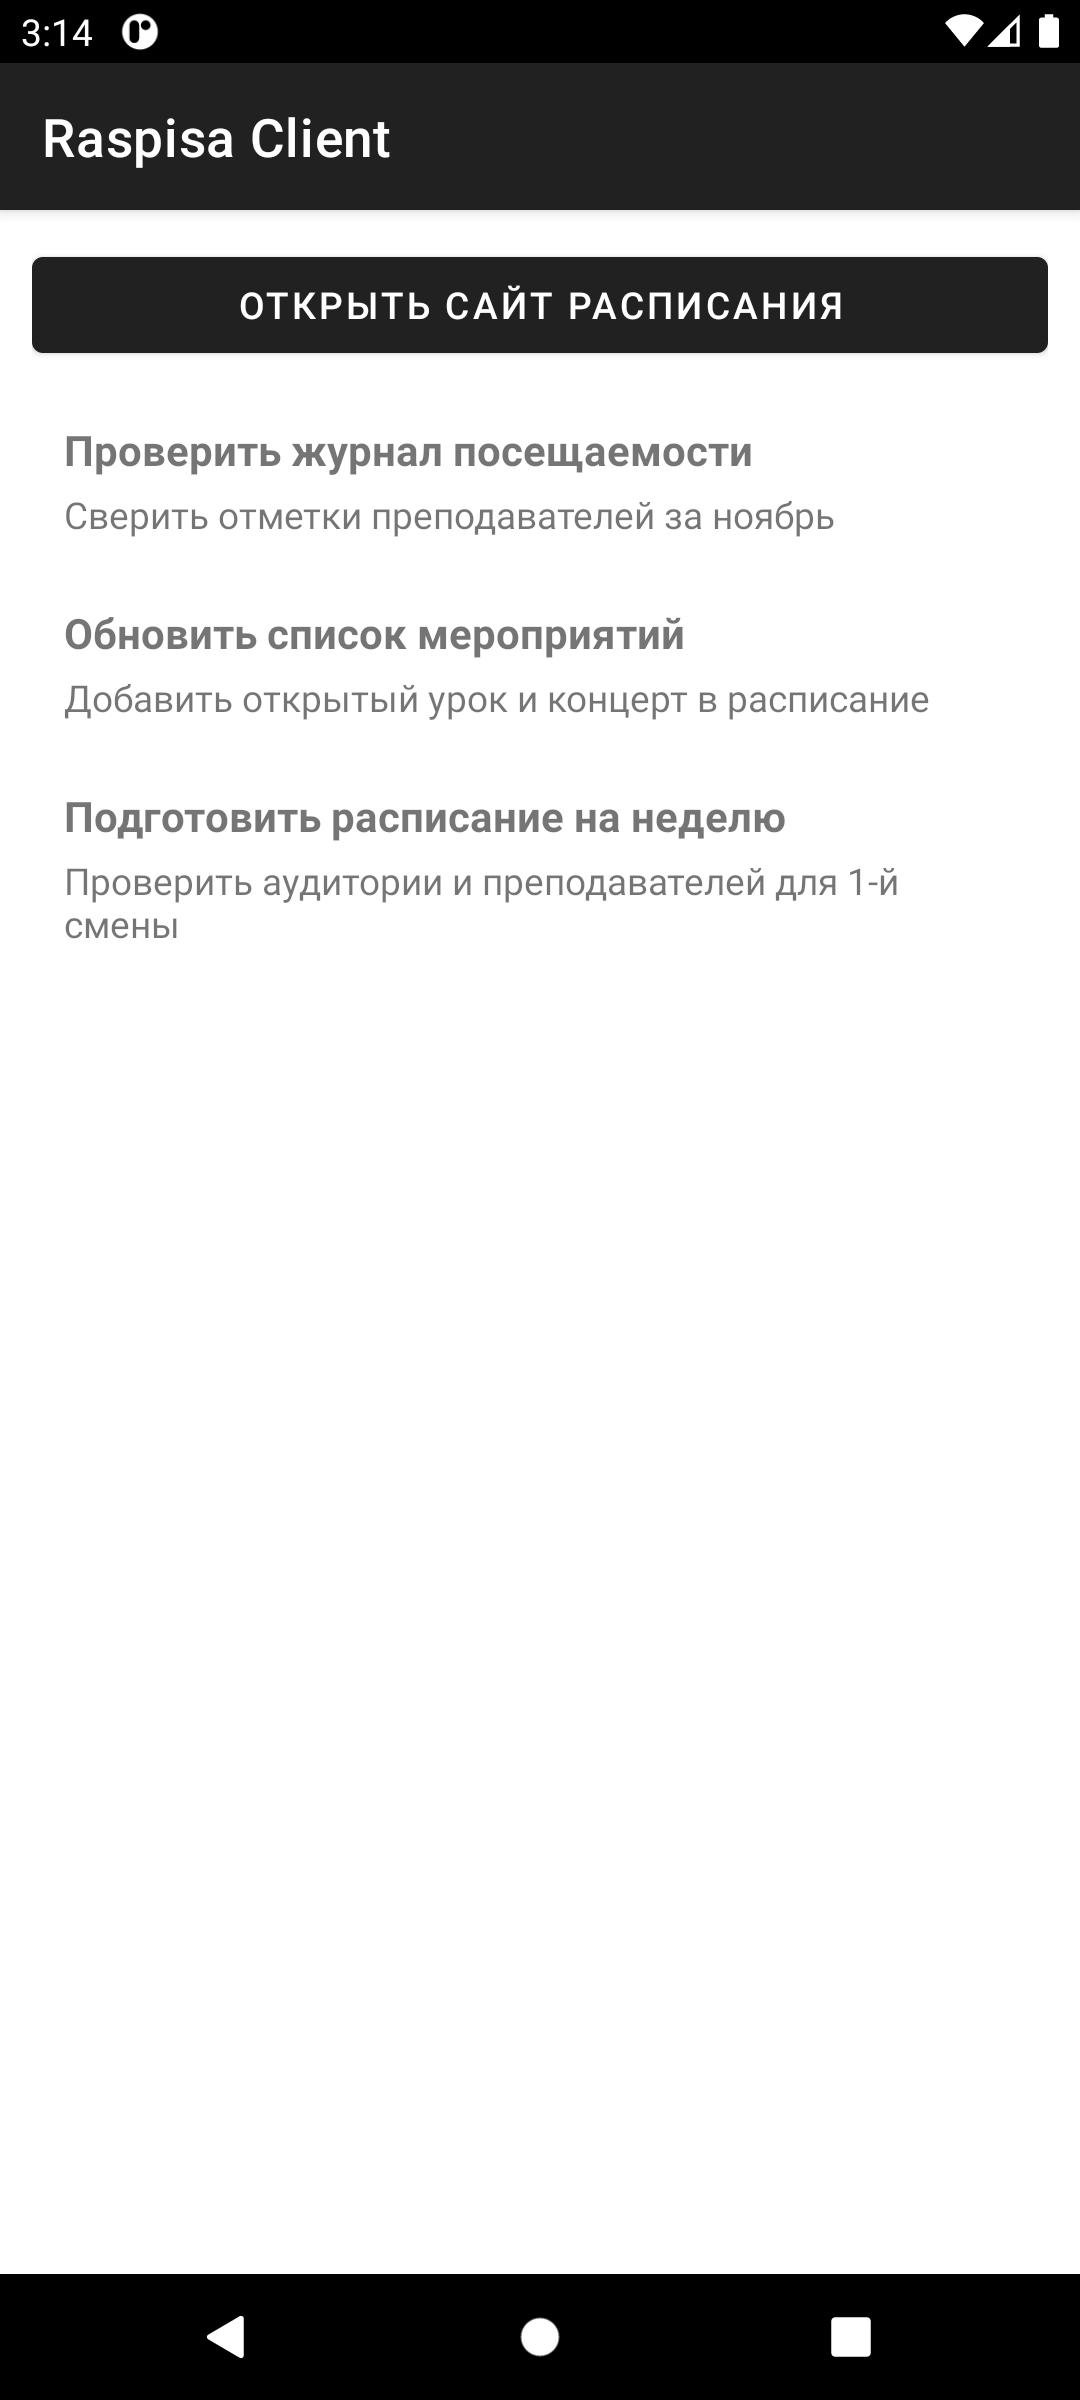 3:14
Raspisa Client
ОТКРЫТЬ САЙТ РАСПИСАНИЯ
Проверить журнал посещаемости
Сверить отметки преподавателей за ноябрь
Обновить список мероприятий
Добавить открытый урок и концерт в расписание
Подготовить расписание на неделю
Проверить аудитории и преподавателей для 1-й
смены